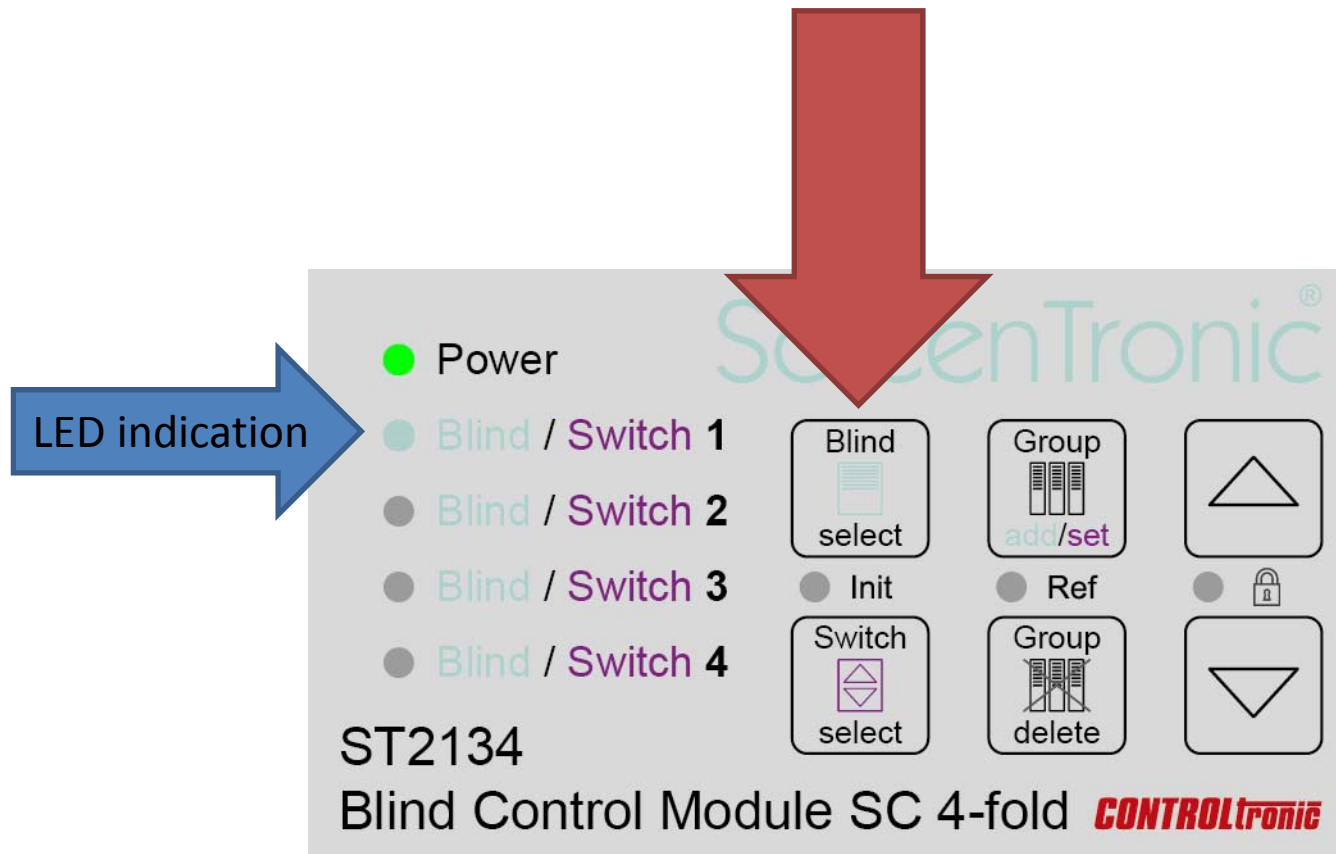 ScreenTronic®
Power
LED indication
Blind / Switch 1
Blind / Switch 2
Blind / Switch 3
Blind / Switch 4
Blind
select
Group
add/set
Init
Ref
Switch
select
Group
delete
ST2134
Blind Control Module SC 4-fold CONTROLtronic